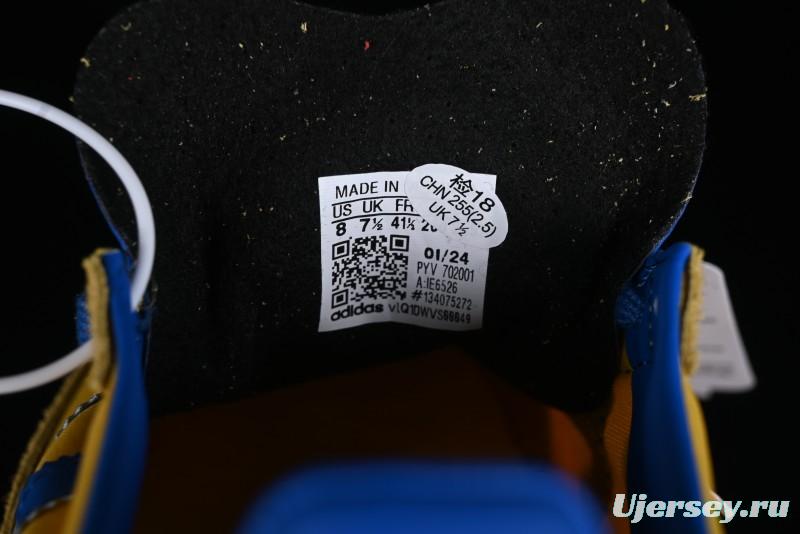 MADE IN
US UK FR
8 7½ 41⅓
检18
CHN 255(2.5)
UK 7½
01/24
PYV 702001
A:IE6526
#134075272
adidas
Ujersey.ru